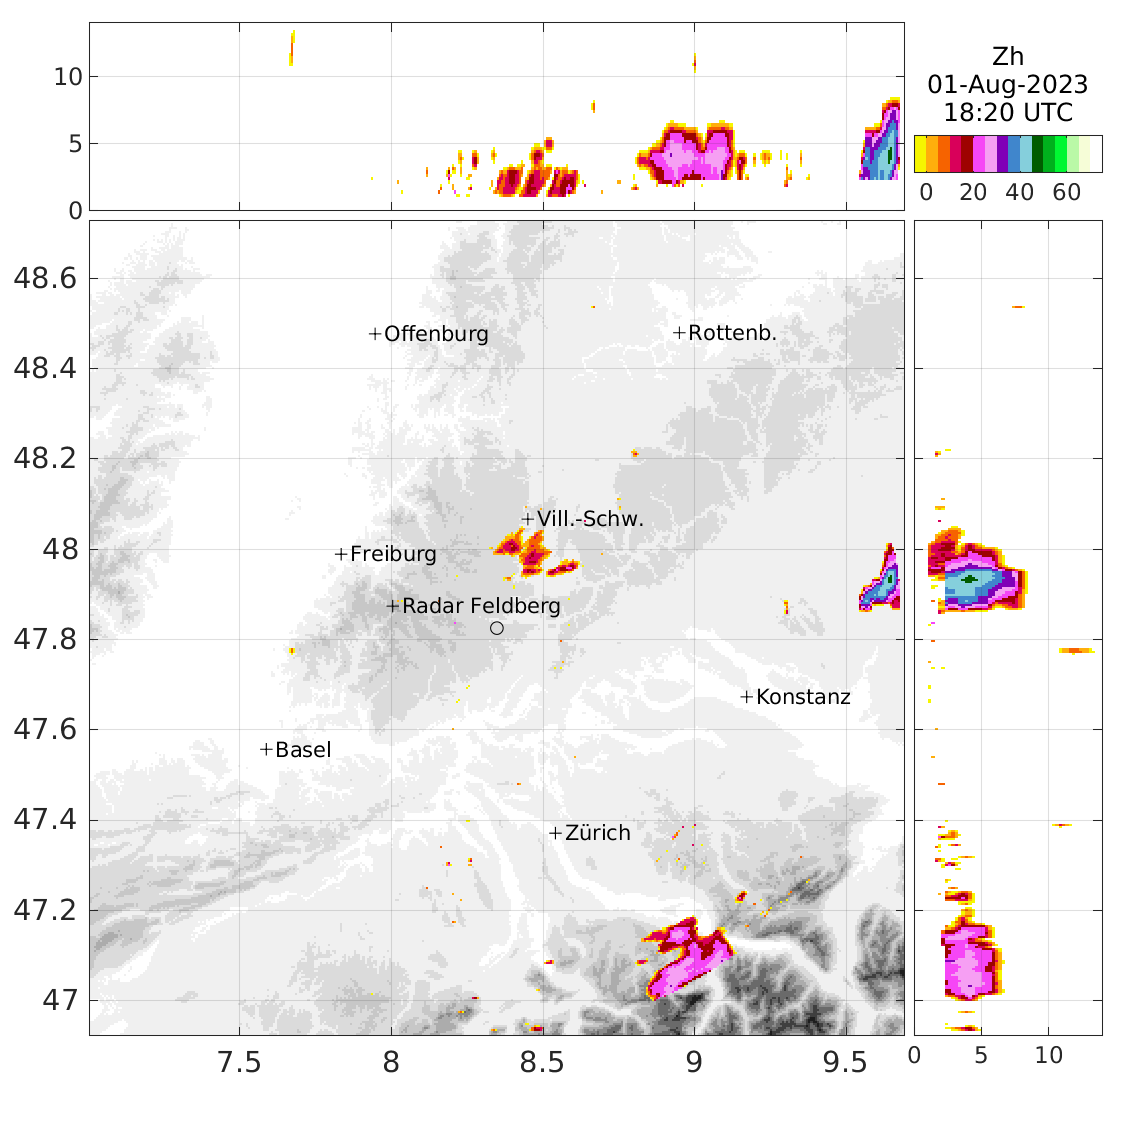 Zh
01-Aug-2023
18:20 UTC
0 20 40 60
10
5
0
48.6
48.4
48.2
48
47.8
47.6
47.4
47.2
47
+Offenburg
+Rottenb.
+Vill.-Schw.
+Freiburg
+Radar Feldberg
+Konstanz
+Basel
+Zürich
7.5 8 8.5 9 9.5
0 5 10